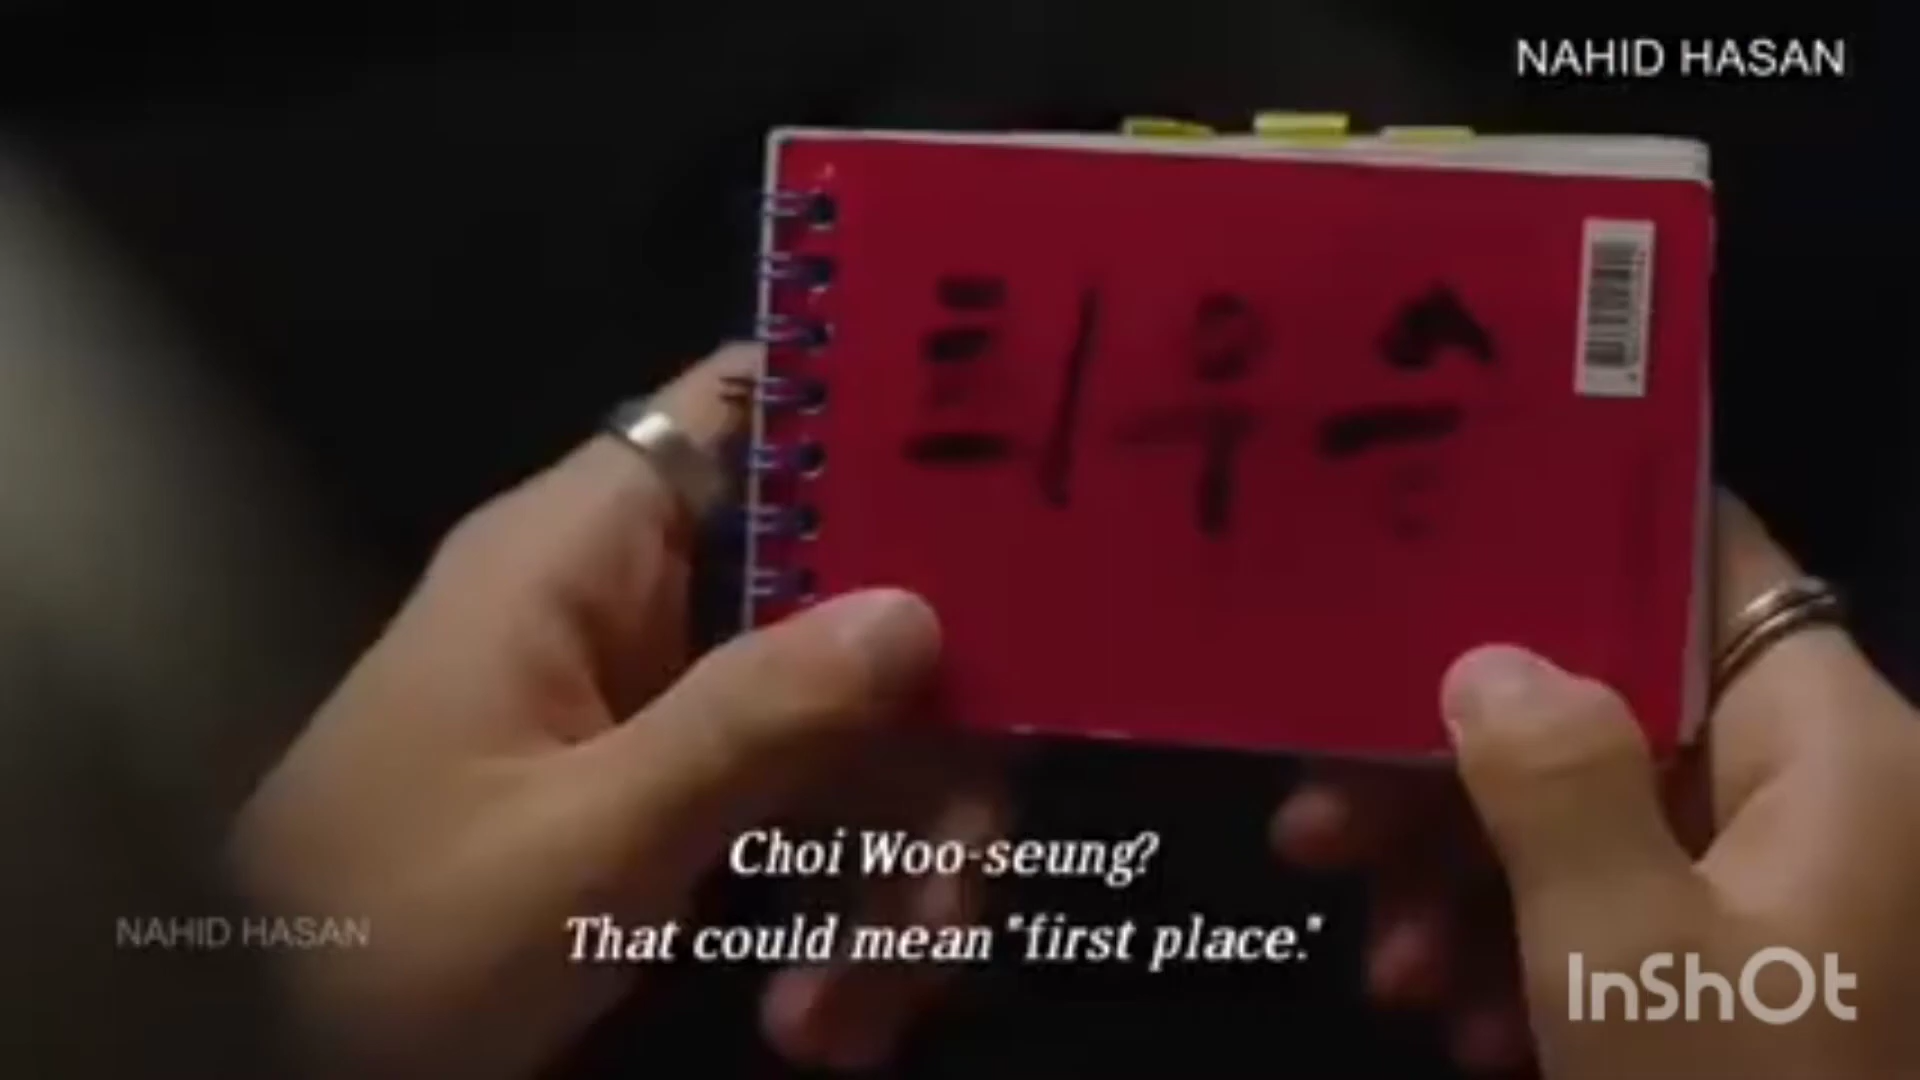 NAHID HASAN
최우승
Choi Woo-seung?
That could mean "first place."
NAHID HASAN
InShOt